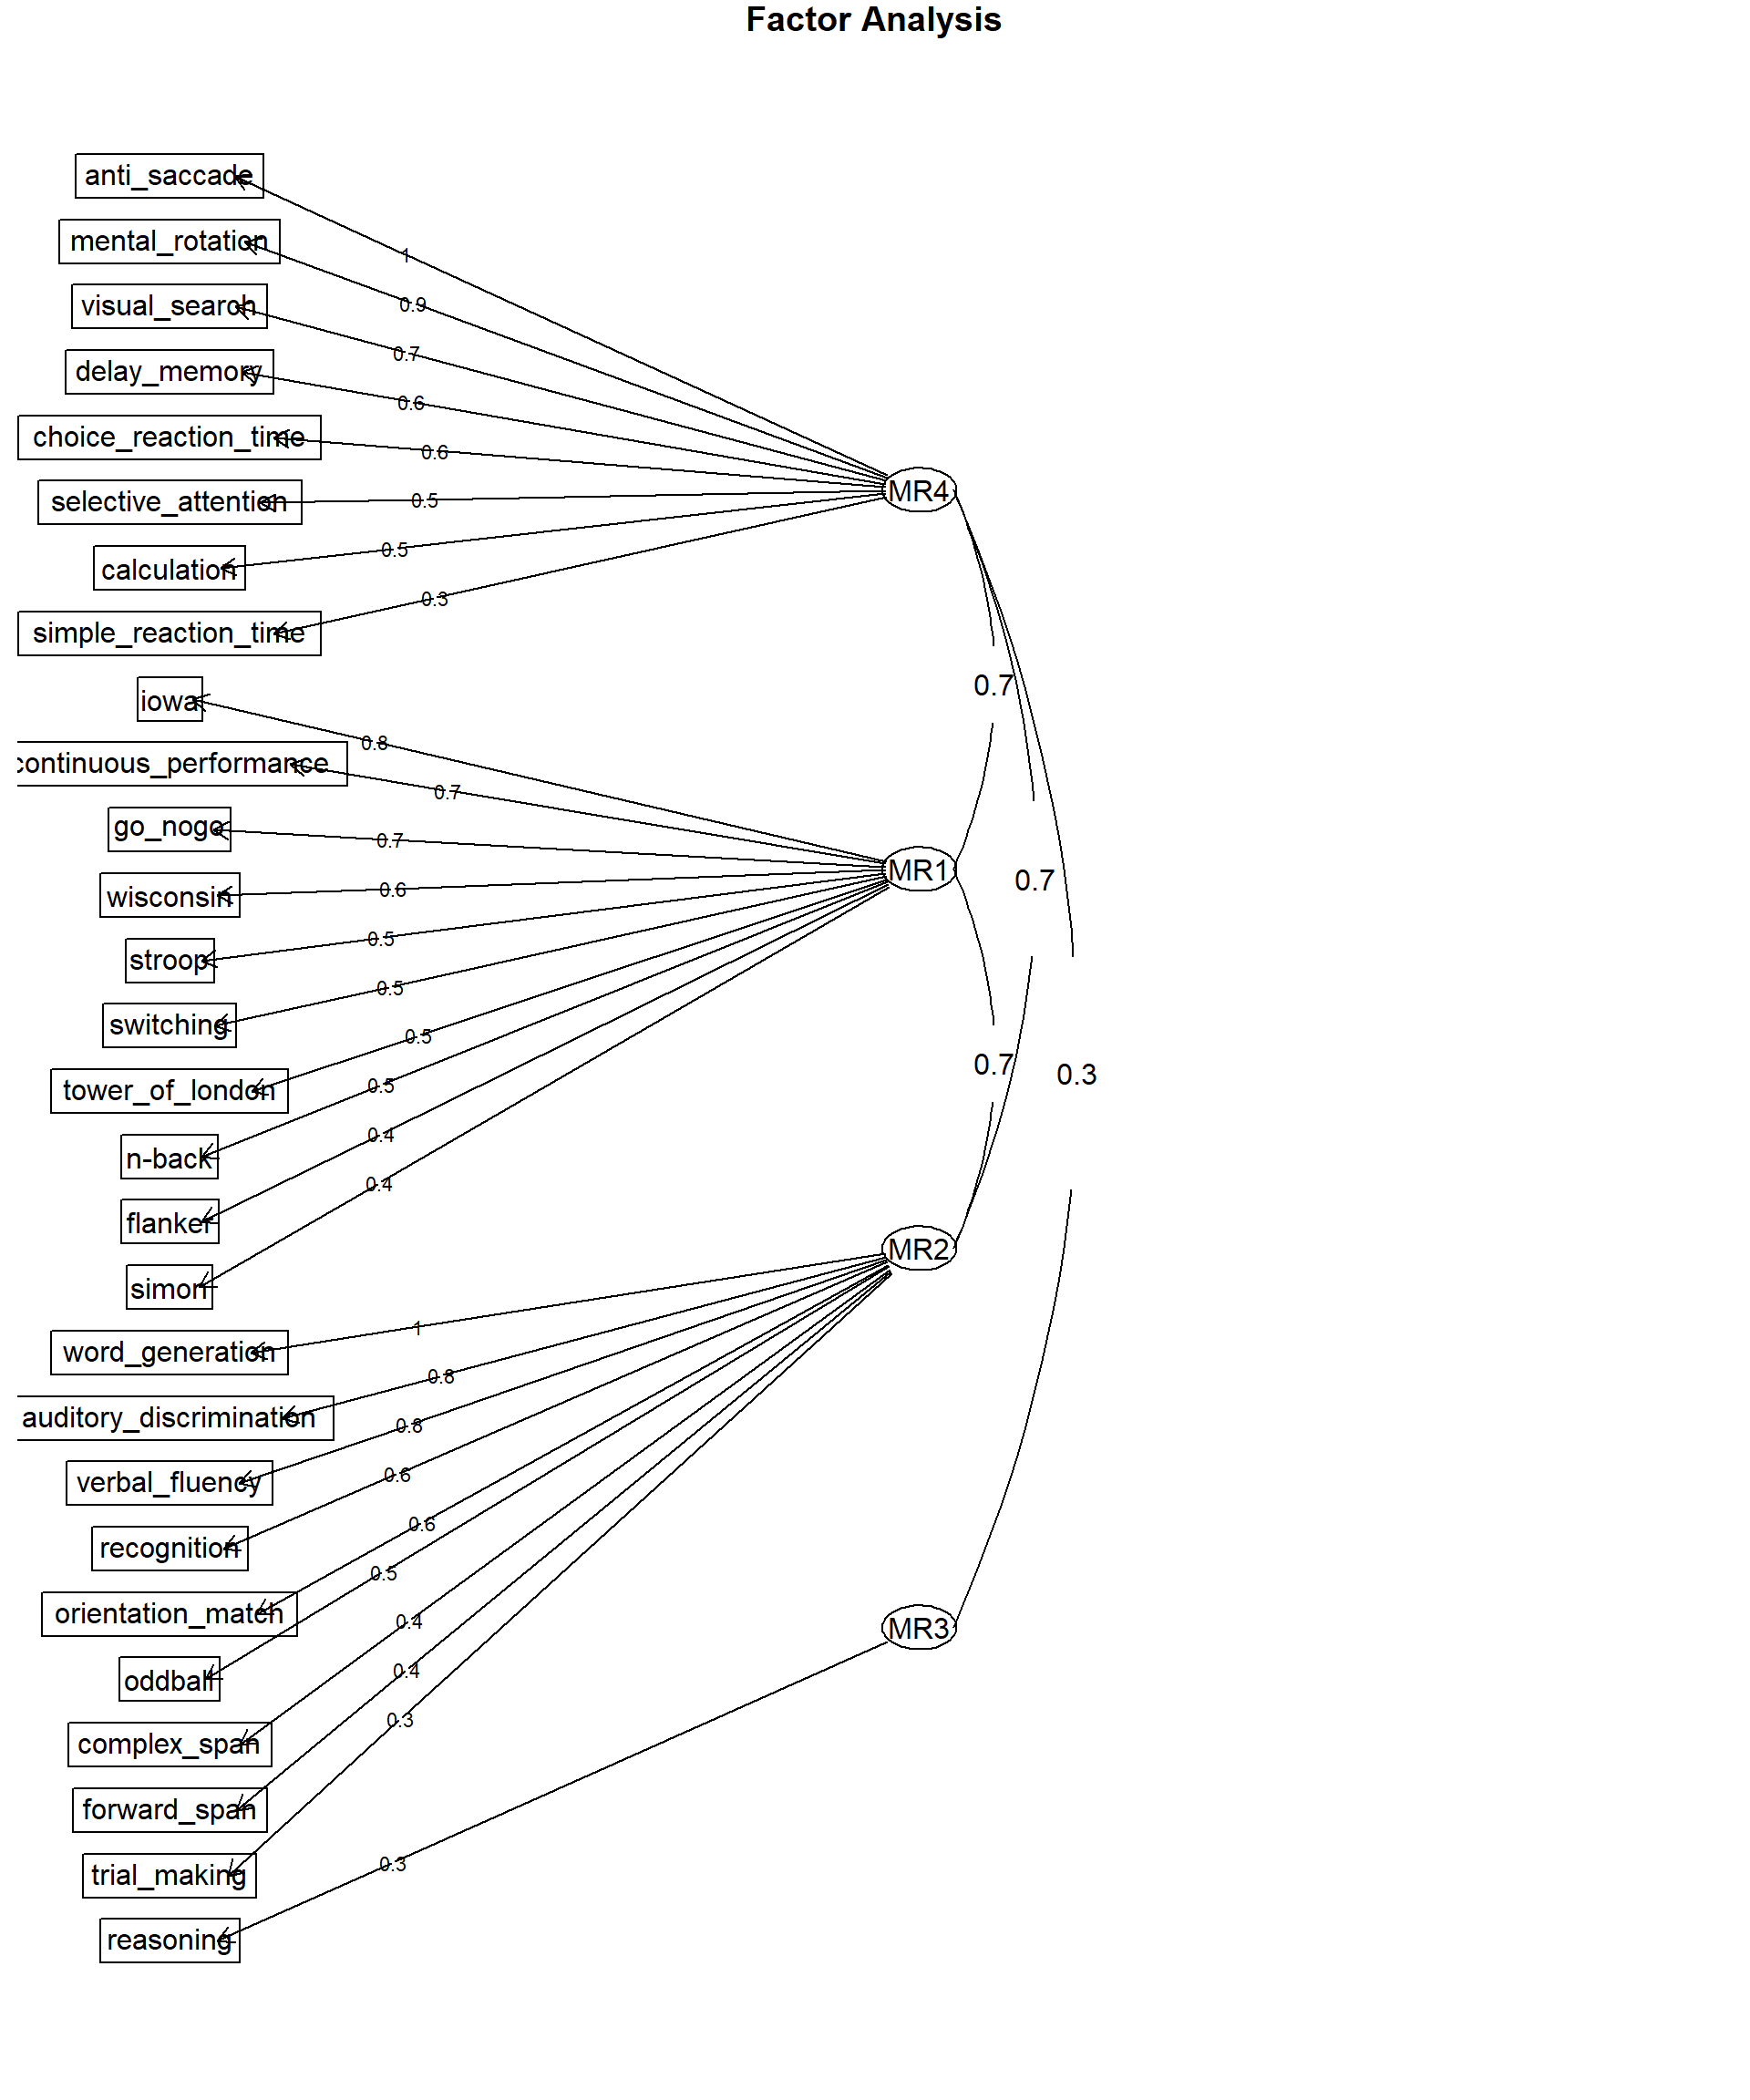 Factor Analysis
anti_saccade
mental_rotation
visual_search
delay_memory
choice_reaction_time
selective_attention
calculation
simple_reaction_time
iowa
continuous_performance
go_nogo
wisconsin
stroop
switching
tower_of_london
n-back
flanker
simon
word_generation
auditory_discrimination
verbal_fluency
recognition
orientation_match
oddball
complex_span
forward_span
trial_making
reasoning
1
0.9
0.7
0.6
0.6
0.5
0.5
0.3
0.8
0.7
0.7
0.6
0.5
0.5
0.5
0.5
0.4
0.4
1
0.8
0.8
0.6
0.6
0.5
0.4
0.4
0.3
0.3
MR4
MR1
MR2
MR3
0.7
0.7
0.7
0.3